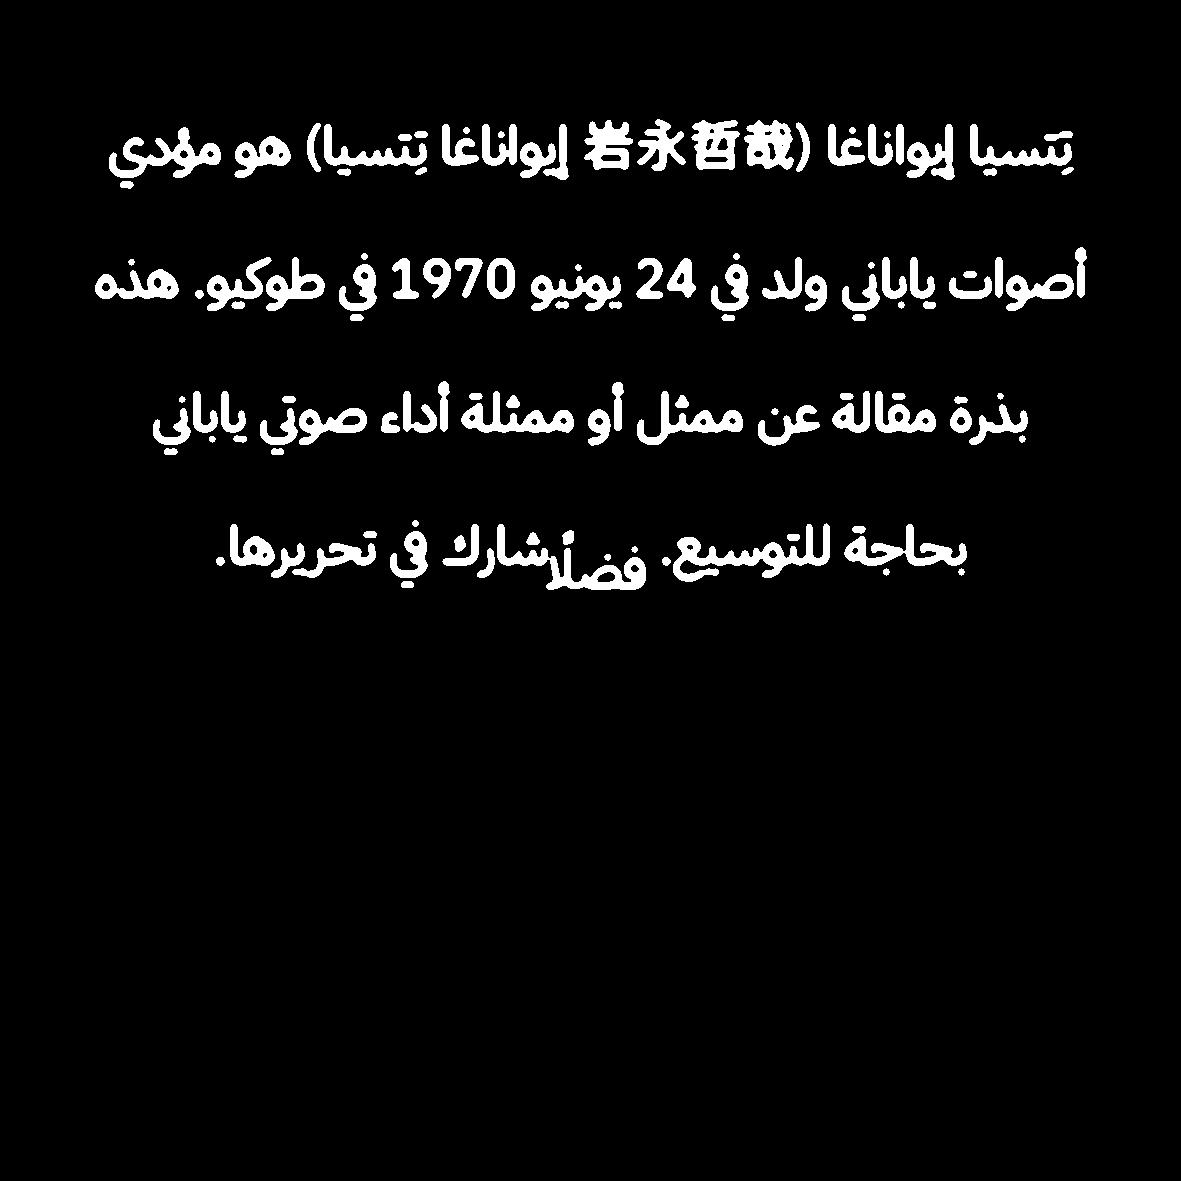 تِتسيا إيواناغا (岩永哲哉 إيواناغا تِتسيا) هو مؤدي
أصوات ياباني ولد في 24 يونيو 1970 في طوكيو. هذه
بذرة مقالة عن ممثل أو ممثلة أداء صوتي ياباني
بحاجة للتوسيع. فضلًا شارك في تحريرها.